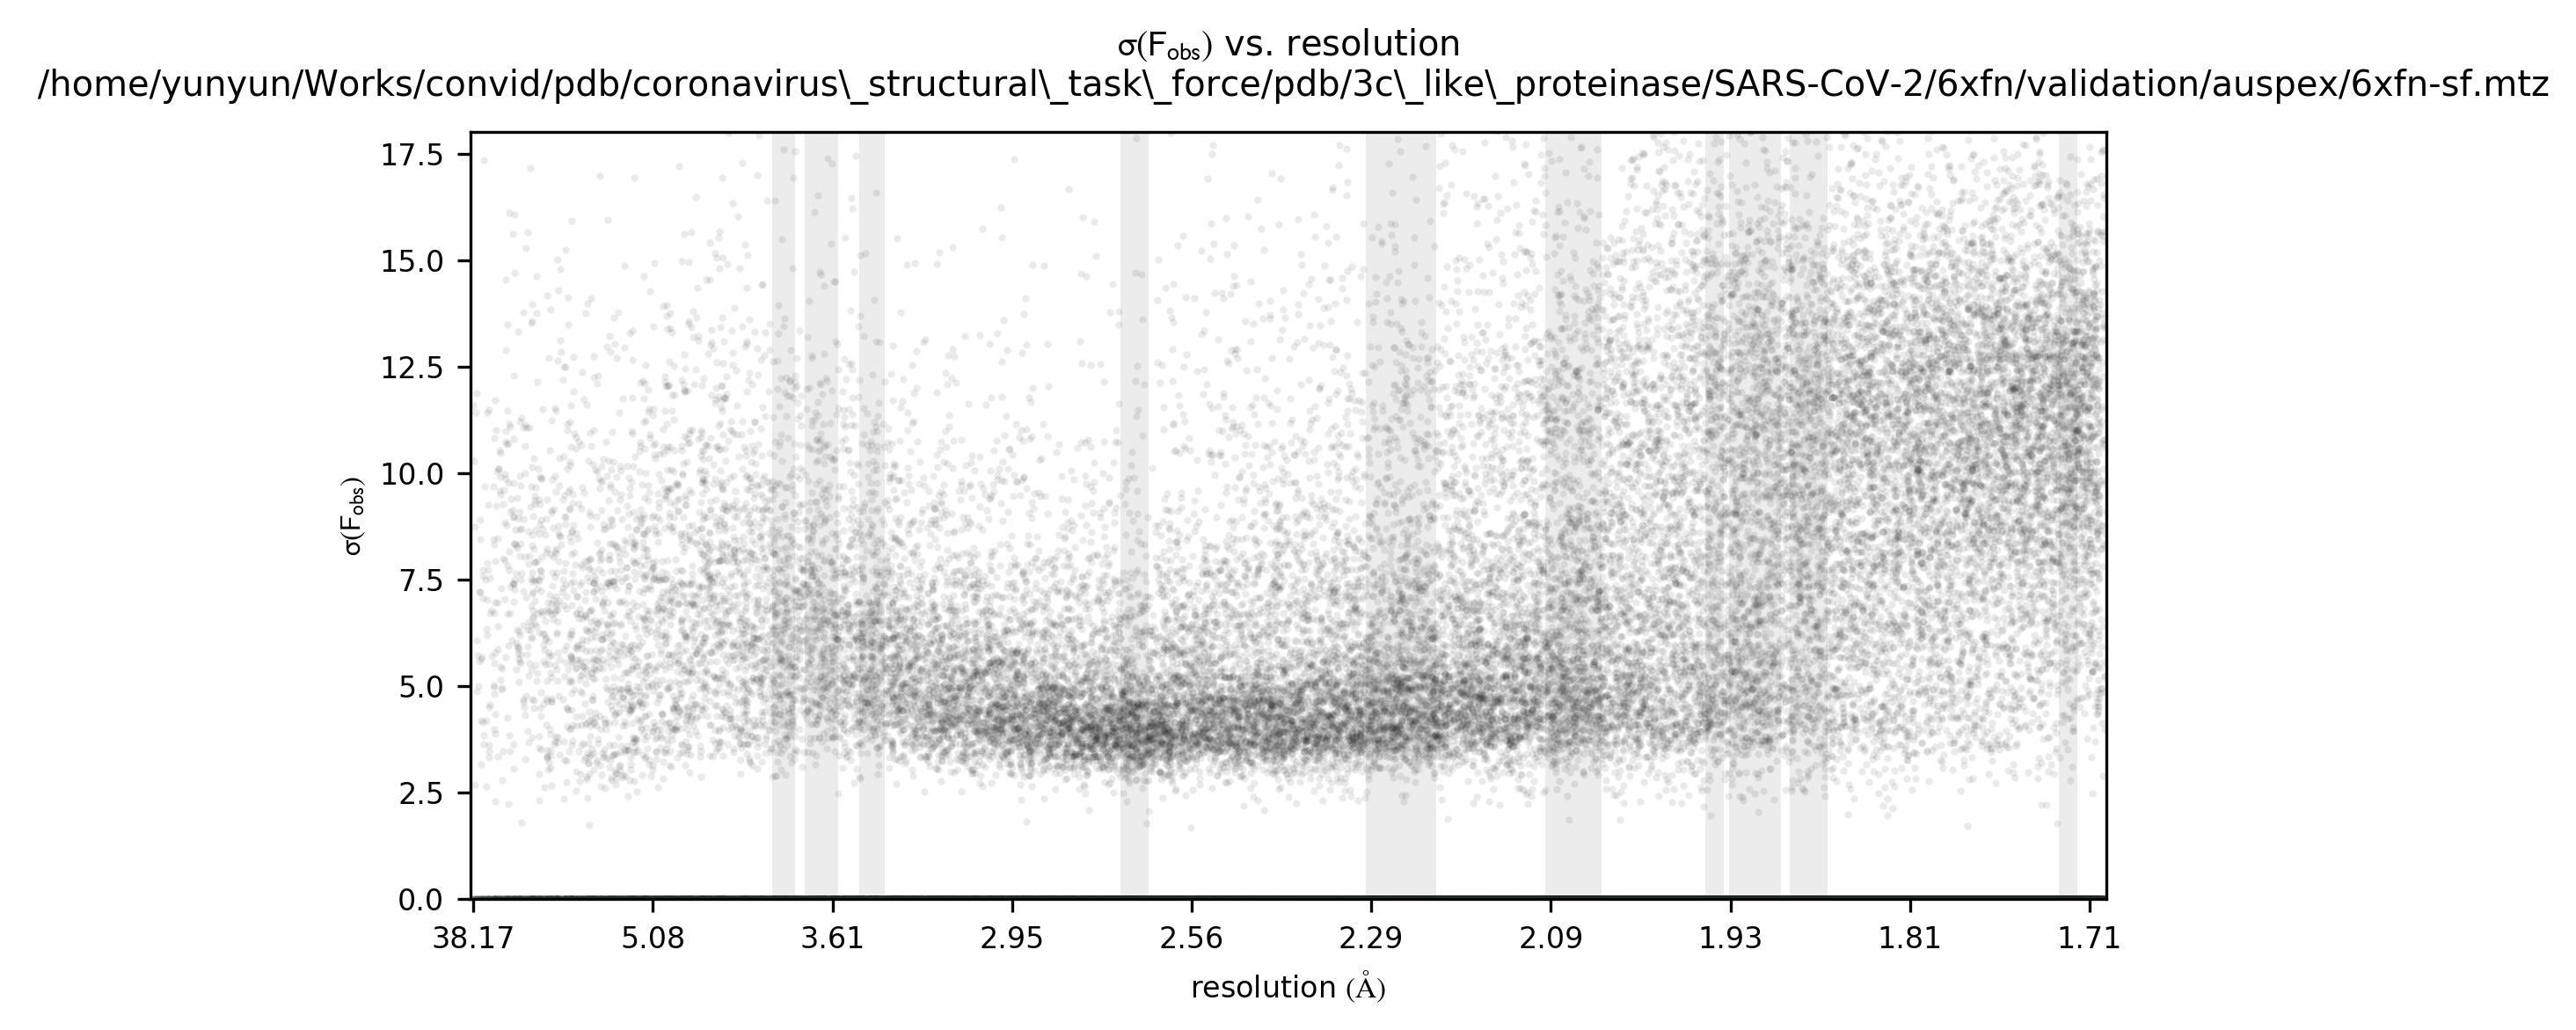 σ(Fobs) vs. resolution
/home/yunyun/Works/convid/pdb/coronavirus\_structural\_task\_force/pdb/3c\_like\_proteinase/SARS-CoV-2/6xfn/validation/auspex/6xfn-sf.mtz
17.5
15.0
12.5
10.0
7.5
5.0
2.5
0.0
σ(Fobs)
38.17 5.08 3.61 2.95 2.56 2.29 2.09 1.93 1.81 1.71
resolution (Å)